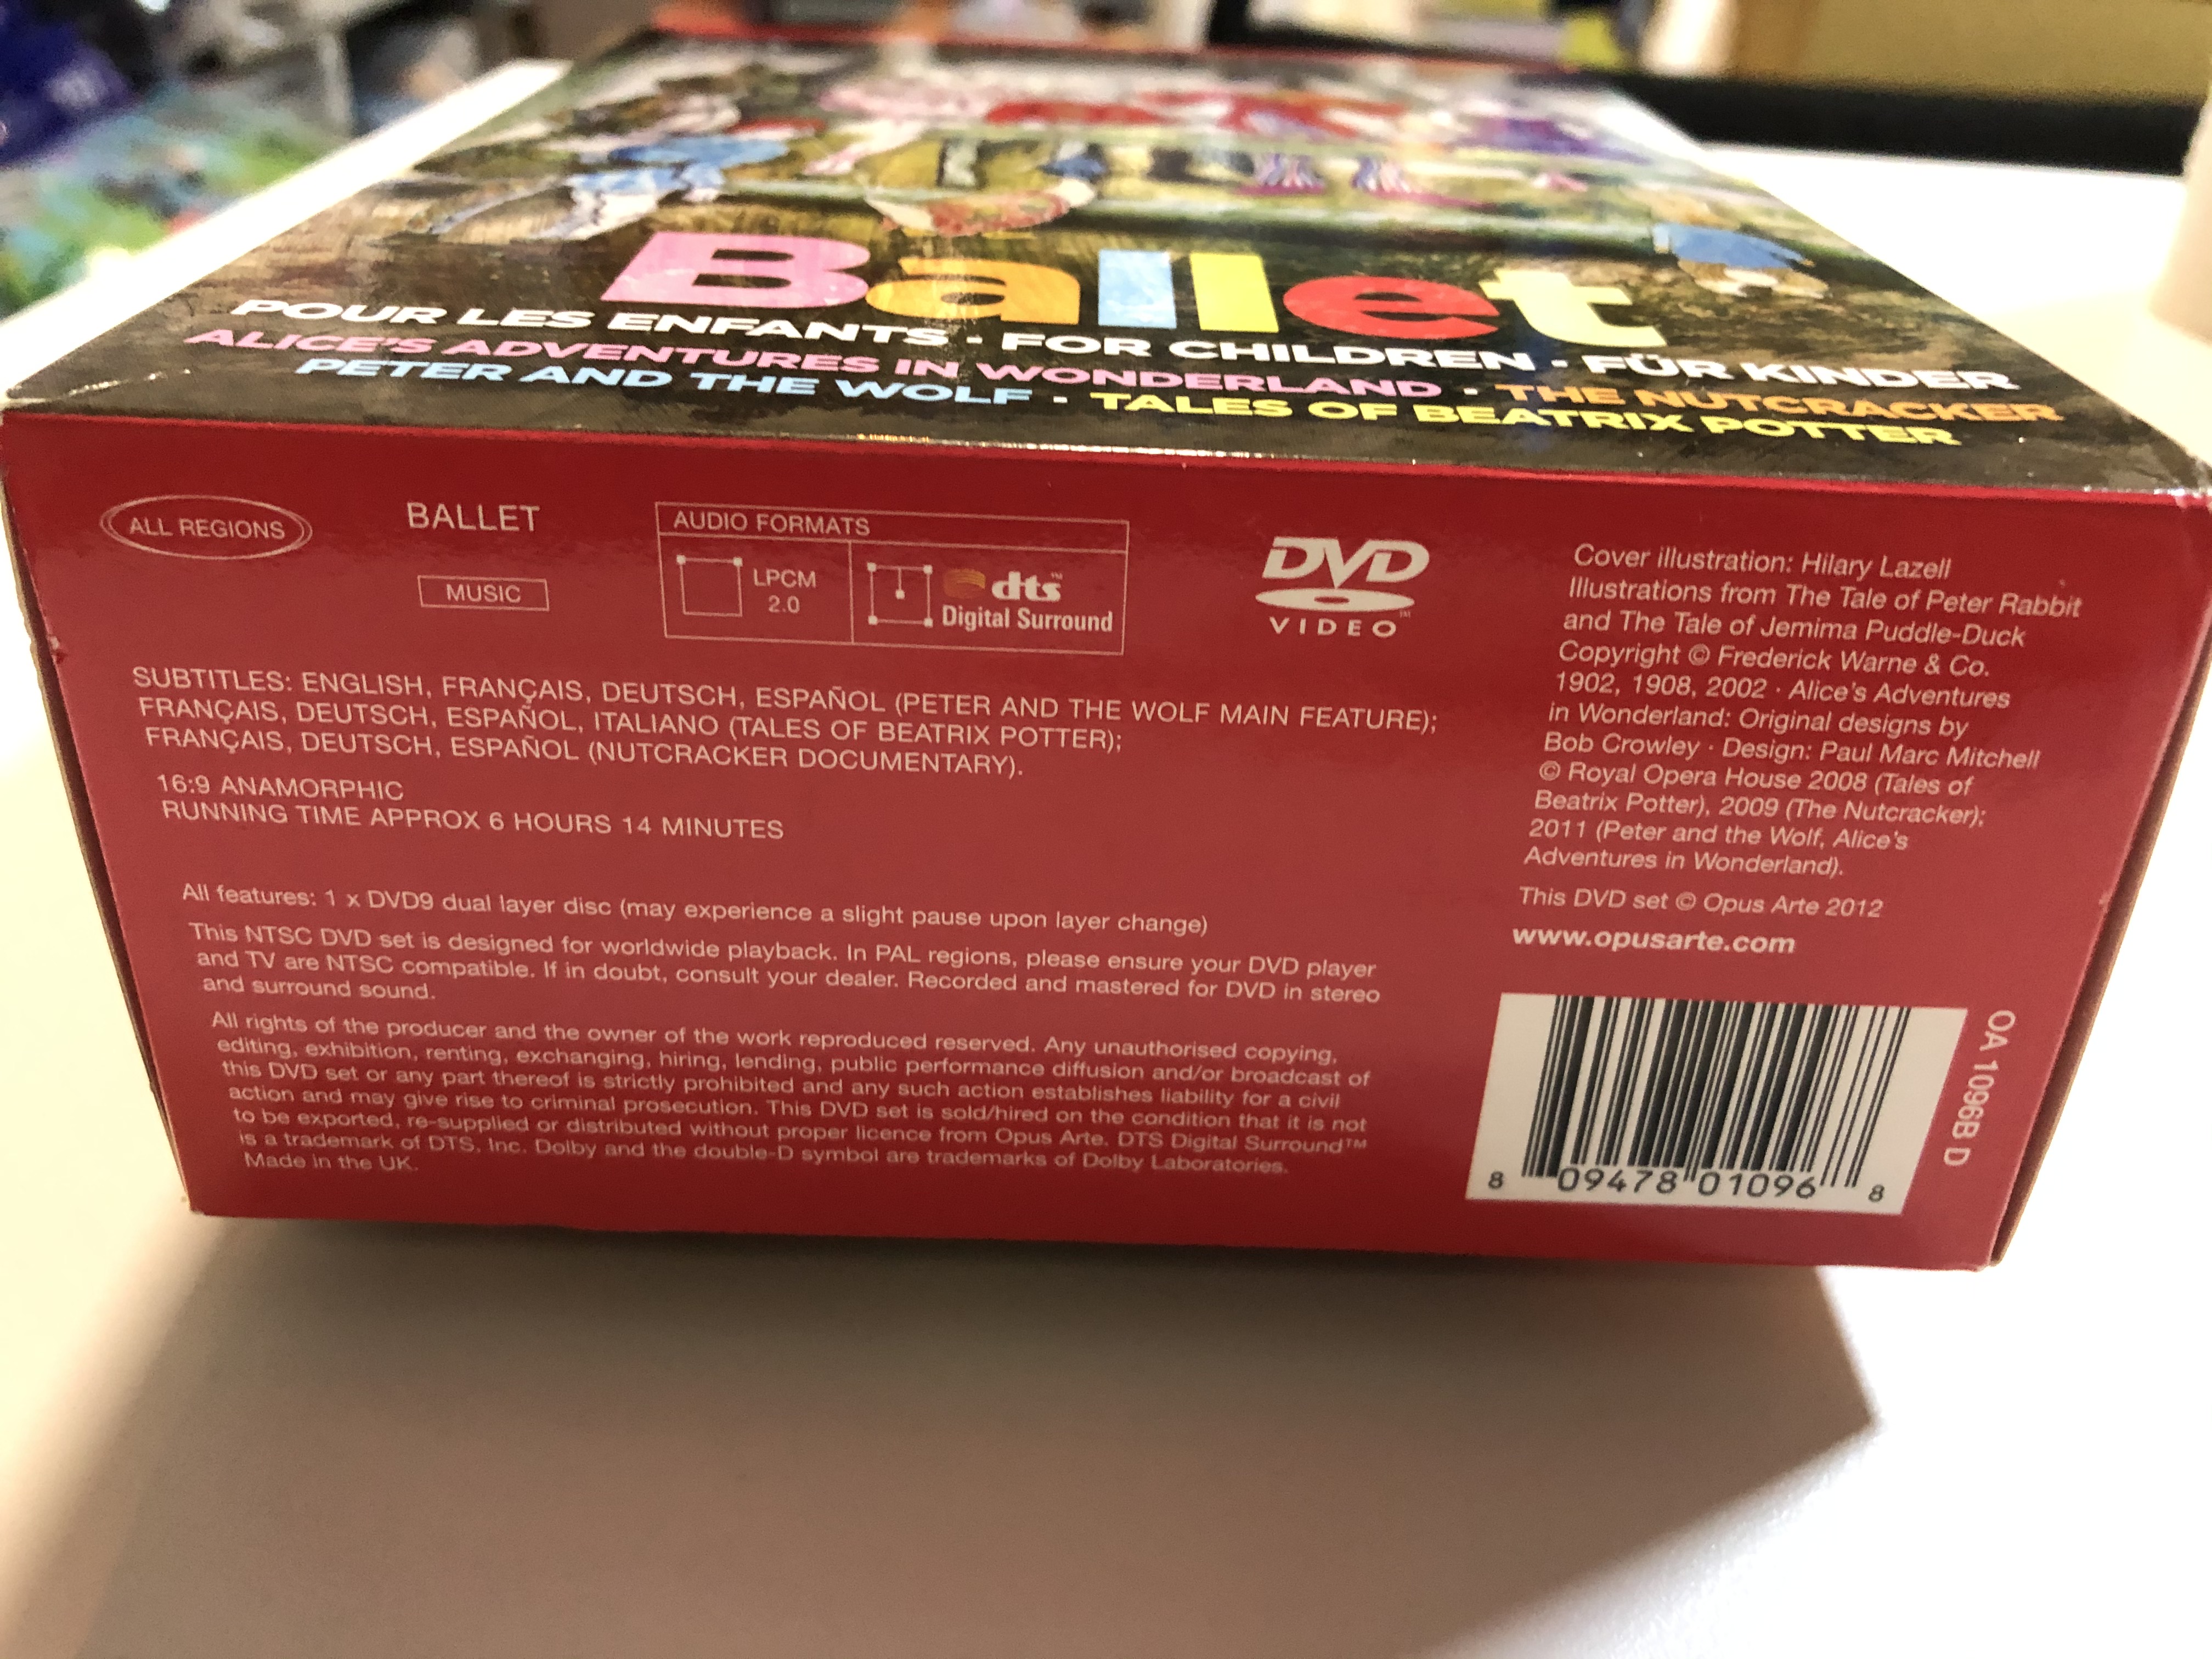 Ballet
POUR LES ENFANTS · FOR CHILDREN · FÜR KINDER
ALICE'S ADVENTURES IN WONDERLAND · THE NUTCRACKER
PETER AND THE WOLF · TALES OF BEATRIX POTTER
ALL REGIONS
BALLET
MUSIC
AUDIO FORMATS
LPCM
2.0
dts™
Digital Surround
DVD
VIDEO™
SUBTITLES: ENGLISH, FRANÇAIS, DEUTSCH, ESPAÑOL (PETER AND THE WOLF MAIN FEATURE);
FRANÇAIS, DEUTSCH, ESPAÑOL, ITALIANO (TALES OF BEATRIX POTTER);
FRANÇAIS, DEUTSCH, ESPAÑOL (NUTCRACKER DOCUMENTARY).
16:9 ANAMORPHIC
RUNNING TIME APPROX 6 HOURS 14 MINUTES
All features: 1 x DVD9 dual layer disc (may experience a slight pause upon layer change)
This NTSC DVD set is designed for worldwide playback. In PAL regions, please ensure your DVD player
and TV are NTSC compatible. If in doubt, consult your dealer. Recorded and mastered for DVD in stereo
and surround sound.
All rights of the producer and the owner of the work reproduced reserved. Any unauthorised copying,
editing, exhibition, renting, exchanging, hiring, lending, public performance diffusion and/or broadcast of
this DVD set or any part thereof is strictly prohibited and any such action establishes liability for a civil
action and may give rise to criminal prosecution. This DVD set is sold/hired on the condition that it is not
to be exported, re-supplied or distributed without proper licence from Opus Arte. DTS Digital Surround™
is a trademark of DTS, Inc. Dolby and the double-D symbol are trademarks of Dolby Laboratories.
Made in the UK.
Cover illustration: Hilary Lazell
Illustrations from The Tale of Peter Rabbit
and The Tale of Jemima Puddle-Duck
Copyright © Frederick Warne & Co.
1902, 1908, 2002 · Alice's Adventures
in Wonderland: Original designs by
Bob Crowley · Design: Paul Marc Mitchell
© Royal Opera House 2008 (Tales of
Beatrix Potter), 2009 (The Nutcracker);
2011 (Peter and the Wolf, Alice's
Adventures in Wonderland).
This DVD set © Opus Arte 2012
www.opusarte.com
OA 1096B D
8 09478 01096 8